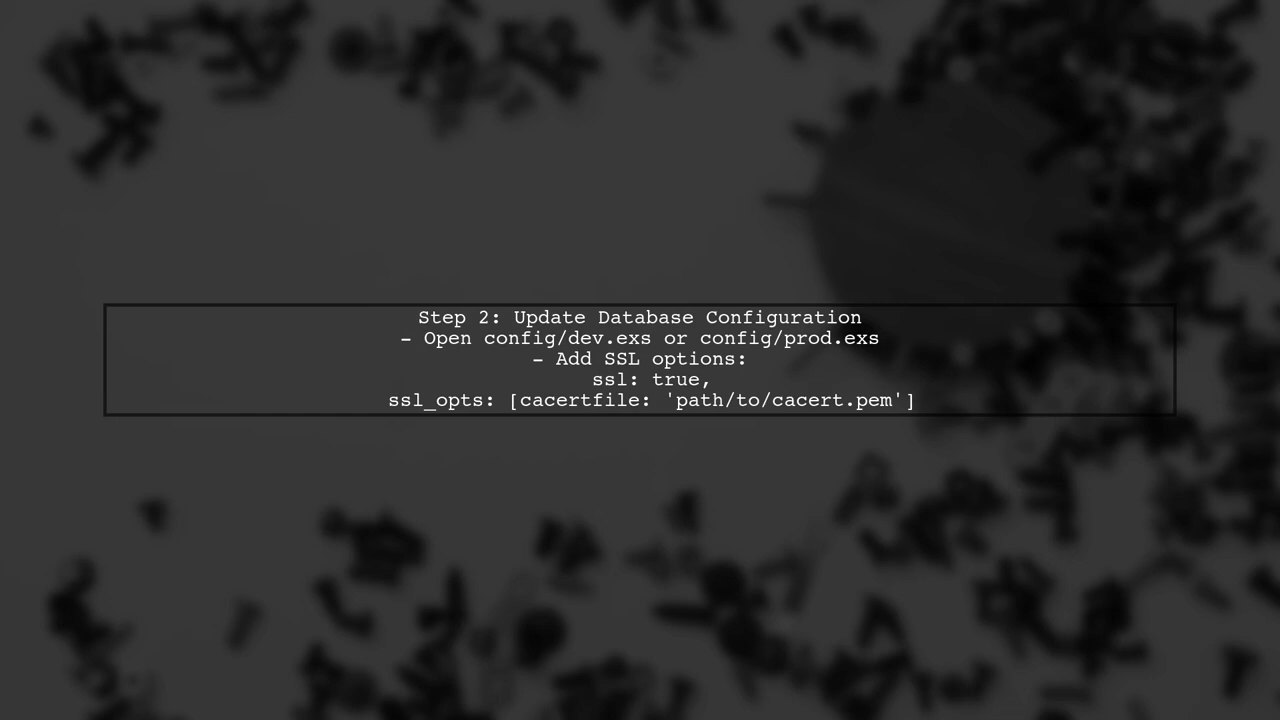 Step 2: Update Database Configuration
- Open config/dev.exs or config/prod.exs
- Add SSL options:
ssl: true,
ssl_opts: [cacertfile: 'path/to/cacert.pem']